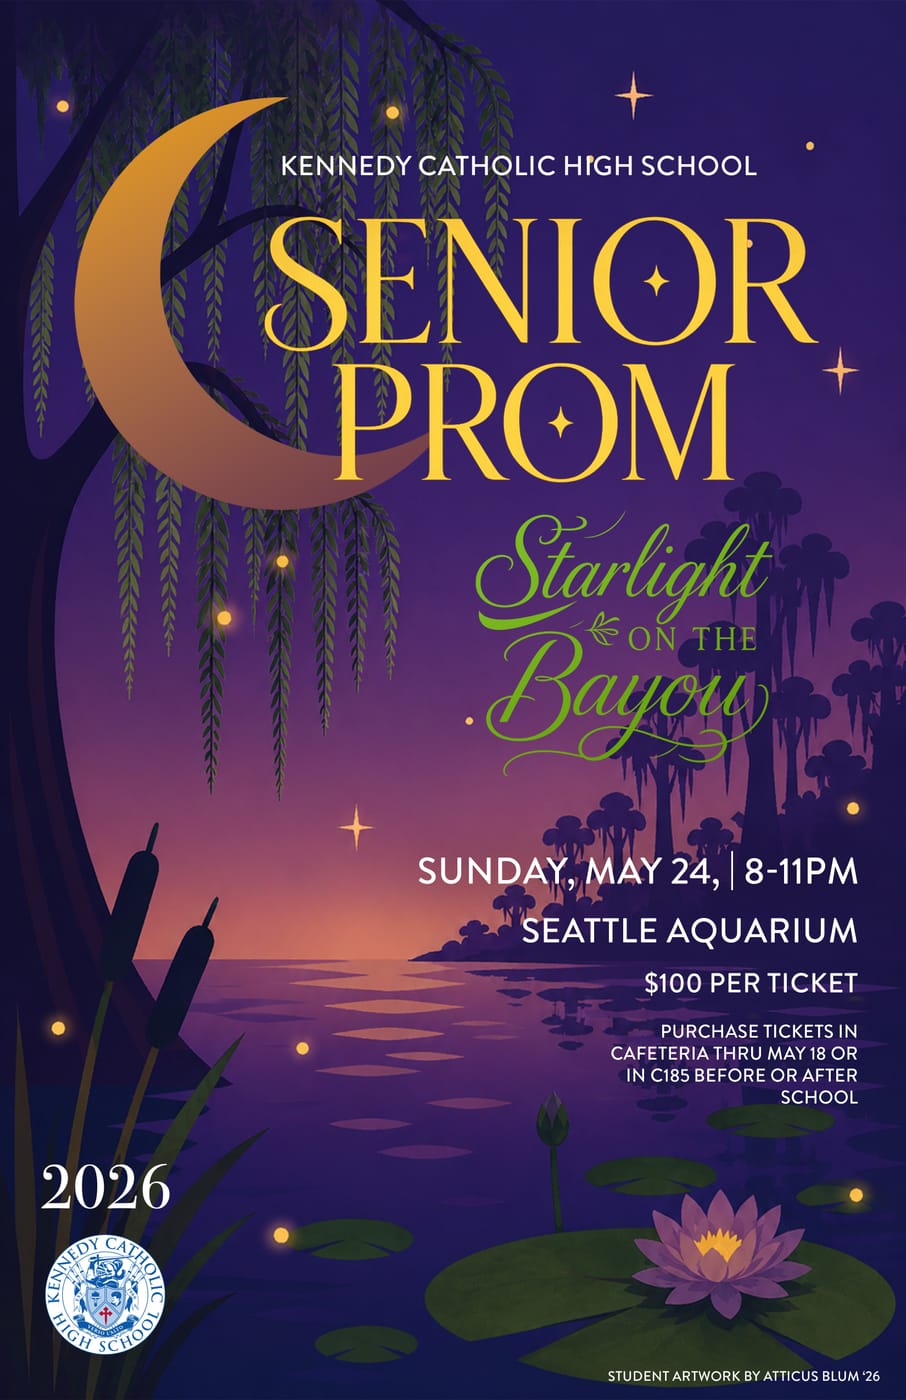 KENNEDY CATHOLIC HIGH SCHOOL
SENIOR
PROM
Starlight
ON THE
Bayou
SUNDAY, MAY 24, | 8-11PM
SEATTLE AQUARIUM
$100 PER TICKET
PURCHASE TICKETS IN
CAFETERIA THRU MAY 18 OR
IN C185 BEFORE OR AFTER
SCHOOL
2026
KENNEDY CATHOLIC
HIGH SCHOOL
STUDENT ARTWORK BY ATTICUS BLUM ‘26